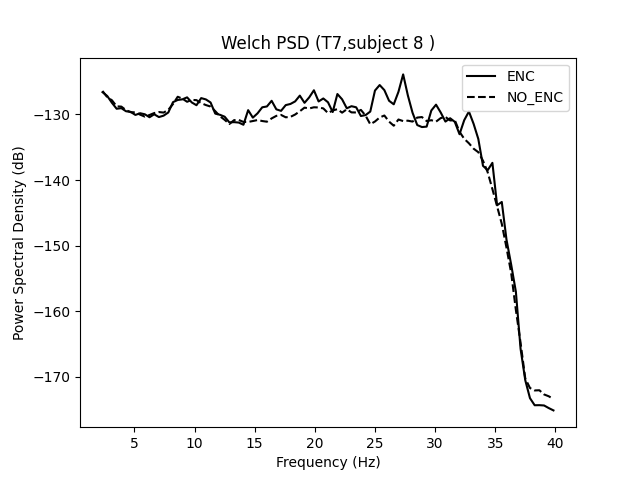 Welch PSD (T7,subject 8 )
ENC
NO_ENC
Power Spectral Density (dB)
−130
−140
−150
−160
−170
5 10 15 20 25 30 35 40
Frequency (Hz)